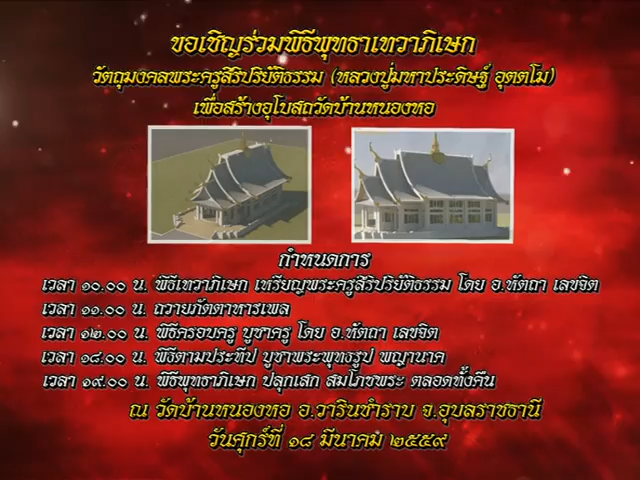 ขอเชิญร่วมพิธีพุทธาเทวาภิเษก
วัตถุมงคลพระครูสิริปริยัติธรรม (หลวงปู่มหาประดิษฐ์ อุตตโม)
เพื่อสร้างอุโบสถวัดบ้านหนองหอ
กำหนดการ
เวลา ๑๐.๐๐ น. พิธีเทวาภิเษก เหรียญพระครูสิริปริยัติธรรม โดย อ.หัตถา เลขจิต
เวลา ๑๑.๐๐ น. ถวายภัตตาหารเพล
เวลา ๑๒.๐๐ น. พิธีครอบครู บูชาครู โดย อ.หัตถา เลขจิต
เวลา ๑๘.๐๐ น. พิธีตามประทีป บูชาพระพุทธรูป พญานาค
เวลา ๑๙.๐๐ น. พิธีพุทธาภิเษก ปลุกเสก สมโภชพระ ตลอดทั้งคืน
ณ วัดบ้านหนองหอ อ.วารินชำราบ จ.อุบลราชธานี
วันศุกร์ที่ ๑๘ มีนาคม ๒๕๕๙